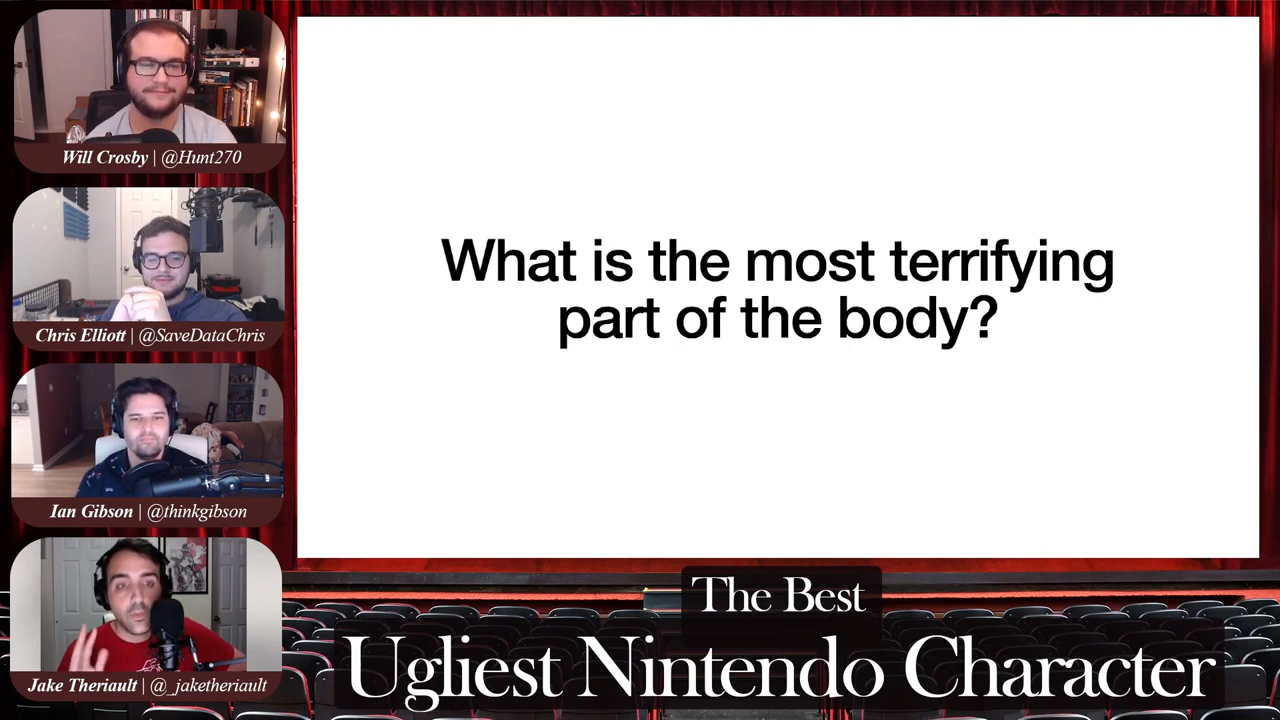 Will Crosby | @Hunt270
Chris Elliott | @SaveDataChris
Ian Gibson | @thinkgibson
Jake Theriault | @_jaketheriault
What is the most terrifying
part of the body?
The Best
Ugliest Nintendo Character